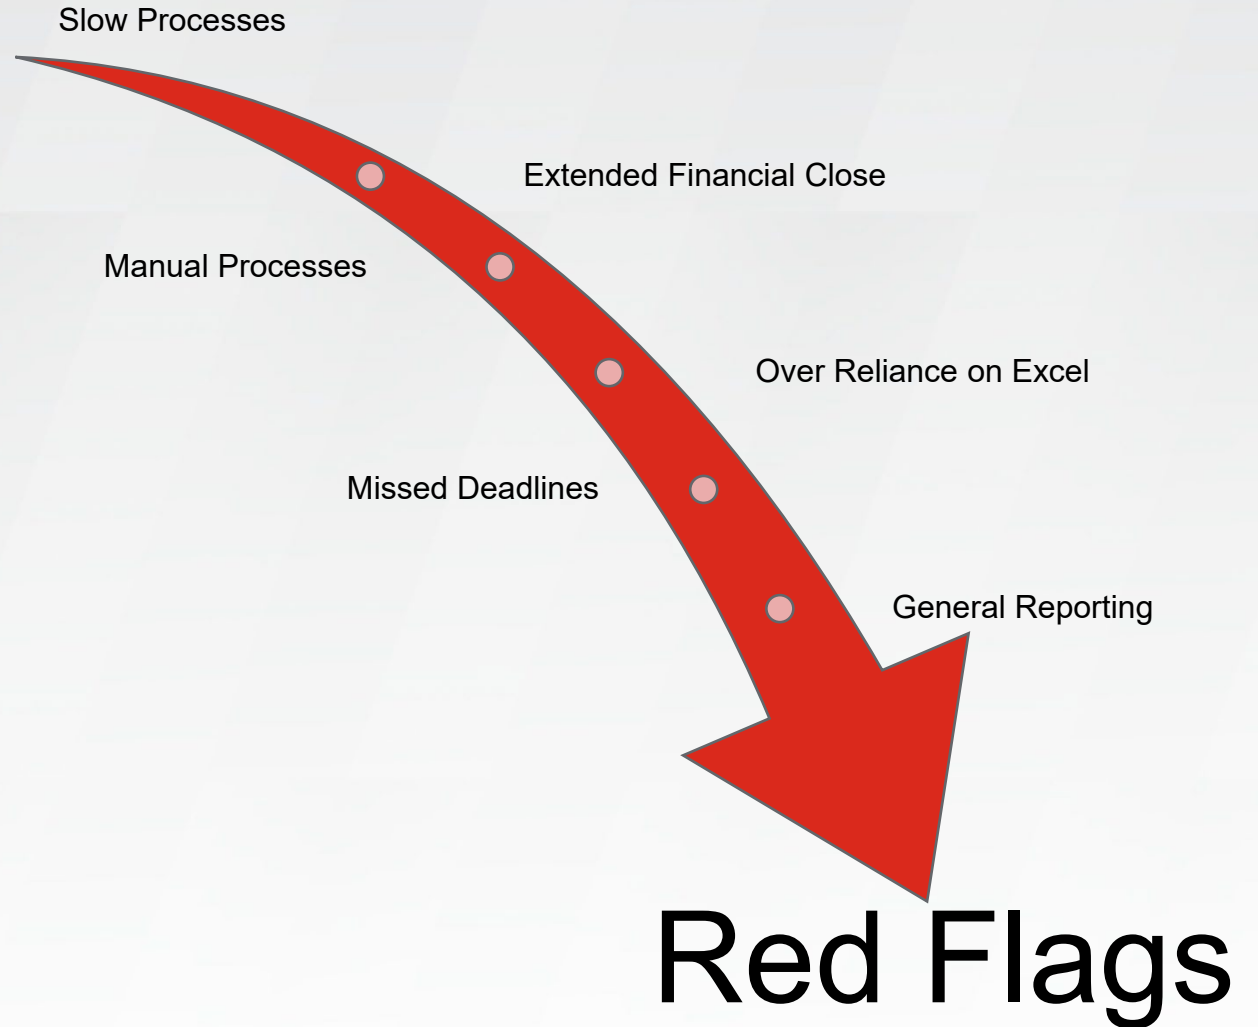 Slow Processes
Extended Financial Close
Manual Processes
Over Reliance on Excel
Missed Deadlines
General Reporting
Red Flags